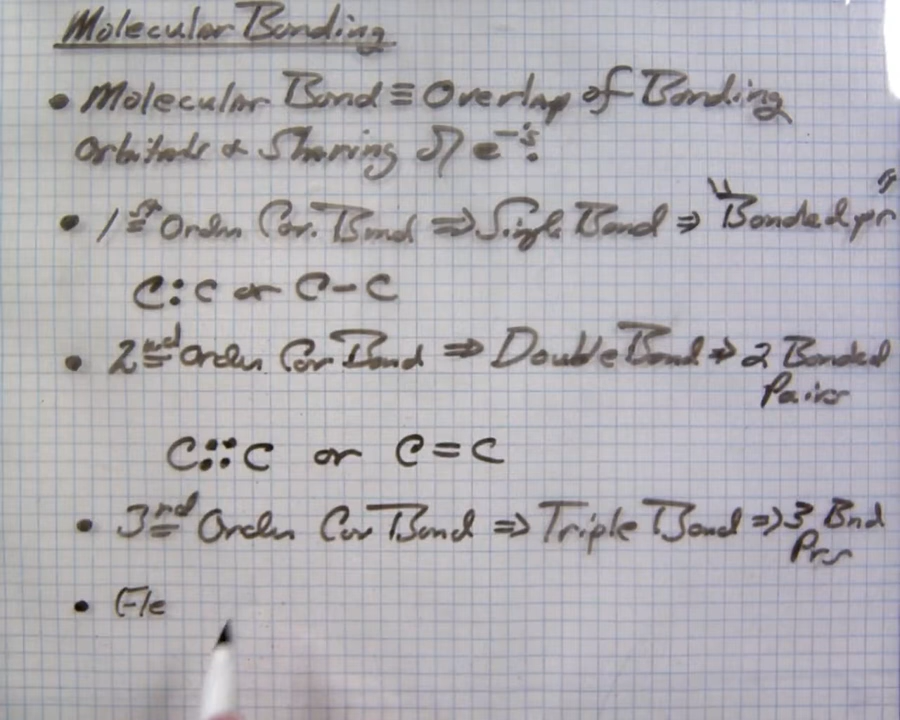 Molecular Bonding
• Molecular Bond ≡ Overlap of Bonding
Orbitals & Sharing of e⁻'s.
• 1st Order Cov. Bond ⇒ Single Bond ⇒ "Bonded pr"
C:C or C-C
• 2nd Order Cov Bond ⇒ Double Bond ⇒ 2 Bonded
Pairs
C::C or C=C
• 3rd Order Cov Bond ⇒ Triple Bond ⇒ 3 Bnd
Prs
• Ele